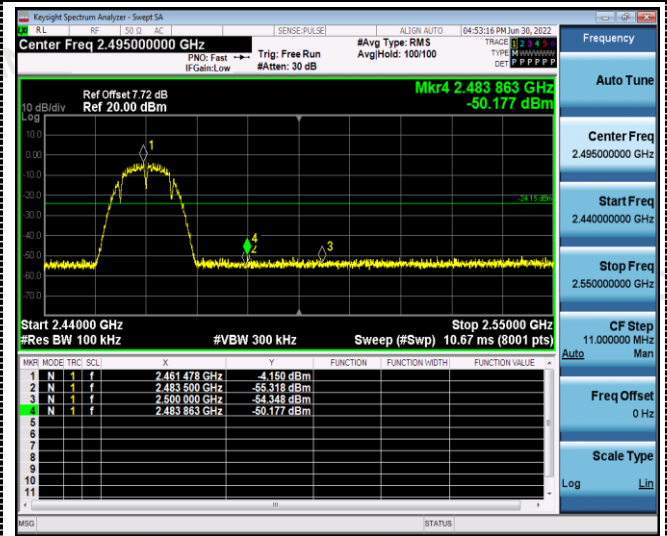 Keysight Spectrum Analyzer - Swept SA
RL RF 50 Ω AC SENSE:PULSE ALIGN AUTO 04:53:16 PM Jun 30, 2022
Center Freq 2.495000000 GHz
PNO: Fast
IFGain:Low
Trig: Free Run
#Atten: 30 dB
#Avg Type: RMS
Avg|Hold: 100/100
TRACE 1 2 3 4 5 6
TYPE M W W W W W
DET P P P P P P
Frequency
Ref Offset 7.72 dB
Ref 20.00 dBm
10 dB/div
Log
Mkr4 2.483 863 GHz
-50.177 dBm
10.0
0.00
-10.0
-20.0
-30.0
-40.0
-50.0
-60.0
-70.0
1
4
2
3
-24.15 dBm
Start 2.44000 GHz
Stop 2.55000 GHz
#Res BW 100 kHz
#VBW 300 kHz
Sweep (#Swp) 10.67 ms (8001 pts)
MKR MODE TRC SCL X Y FUNCTION FUNCTION WIDTH FUNCTION VALUE
1 N 1 f 2.461 478 GHz -4.150 dBm
2 N 1 f 2.483 500 GHz -55.318 dBm
3 N 1 f 2.500 000 GHz -54.348 dBm
4 N 1 f 2.483 863 GHz -50.177 dBm
5
6
7
8
9
10
11
MSG
STATUS
Auto Tune
Center Freq
2.495000000 GHz
Start Freq
2.440000000 GHz
Stop Freq
2.550000000 GHz
CF Step
11.000000 MHz
Auto Man
Freq Offset
0 Hz
Scale Type
Log Lin